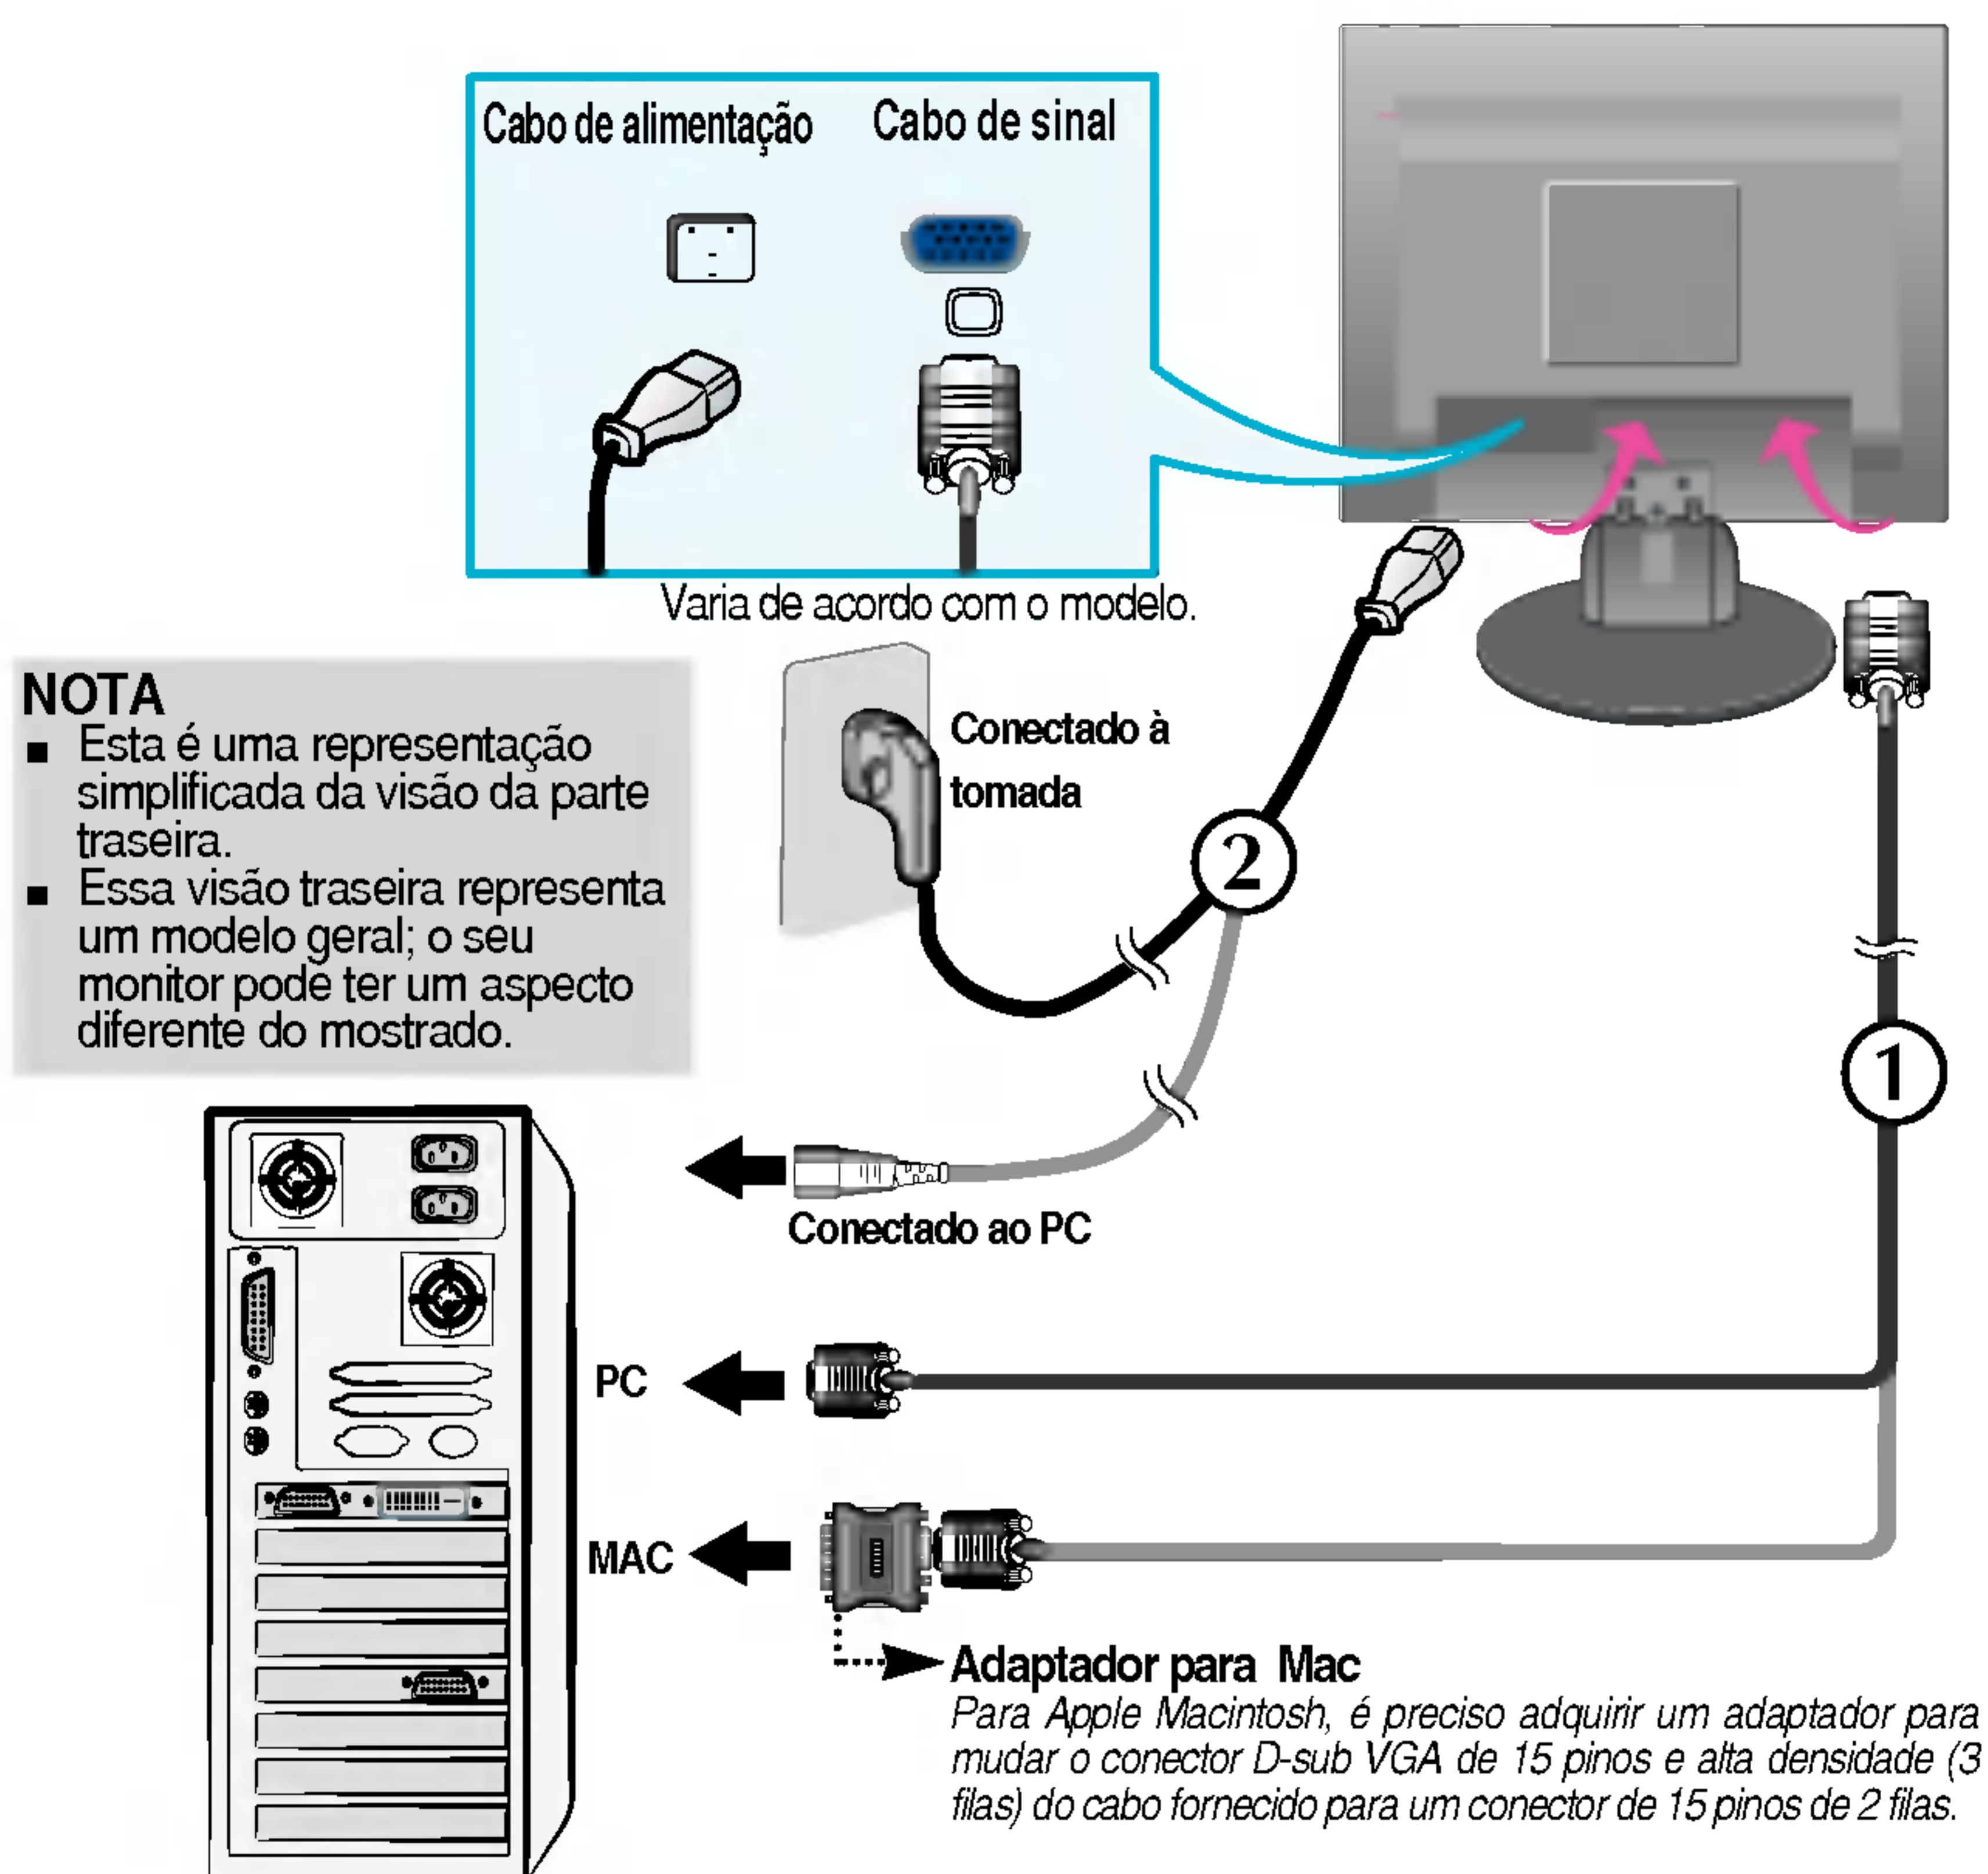 Cabo de alimentação
Cabo de sinal
Varia de acordo com o modelo.
NOTA
■ Esta é uma representação
simplificada da visão da parte
traseira.
■ Essa visão traseira representa
um modelo geral; o seu
monitor pode ter um aspecto
diferente do mostrado.
Conectado à
tomada
2
1
Conectado ao PC
PC
MAC
Adaptador para Mac
Para Apple Macintosh, é preciso adquirir um adaptador para
mudar o conector D-sub VGA de 15 pinos e alta densidade (3
filas) do cabo fornecido para um conector de 15 pinos de 2 filas.